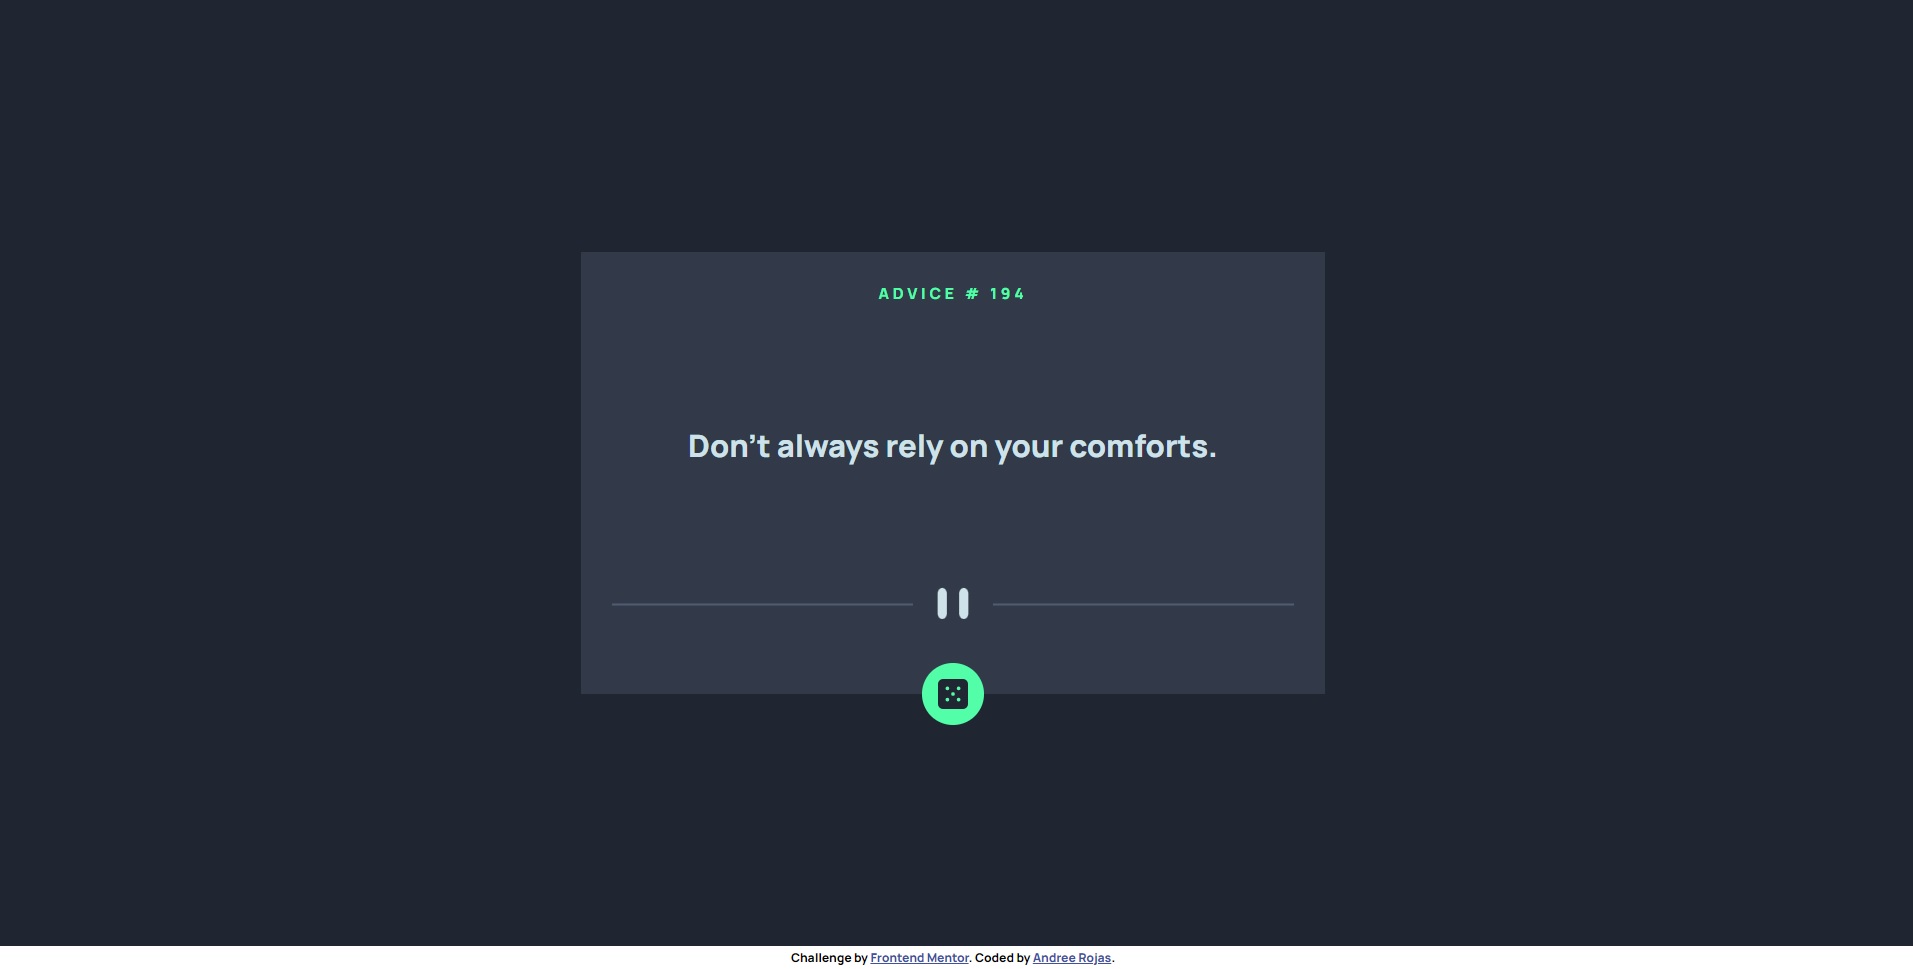 ADVICE # 194
Don’t always rely on your comforts.
Challenge by Frontend Mentor. Coded by Andree Rojas.